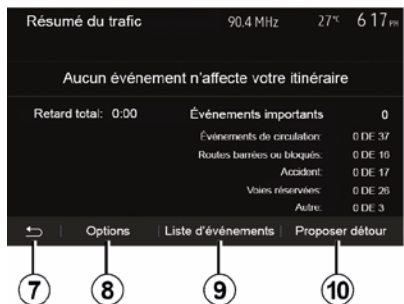 Résumé du trafic 90.4 MHz 27°C 6 17 PM
Aucun événement n'affecte votre itinéraire
Retard total: 0:00 Événements importants 0
Événements de circulation: 0 DE 37
Routes barrées ou bloqués: 0 DE 16
Accident: 0 DE 17
Voies réservées: 0 DE 26
Autre: 0 DE 3
Options Liste d'événements Proposer détour
7 8 9 10